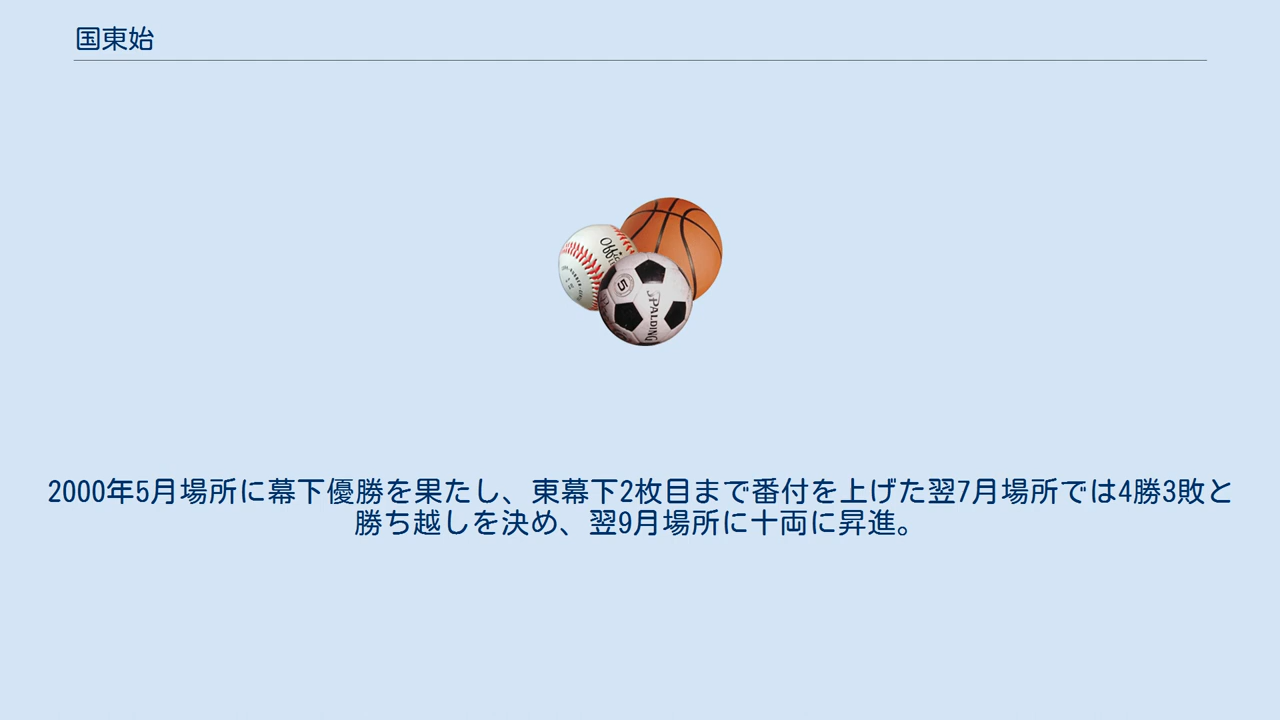 国東始
Offici
5
SPALDING
2000年5月場所に幕下優勝を果たし、東幕下2枚目まで番付を上げた翌7月場所では4勝3敗と
勝ち越しを決め、翌9月場所に十両に昇進。